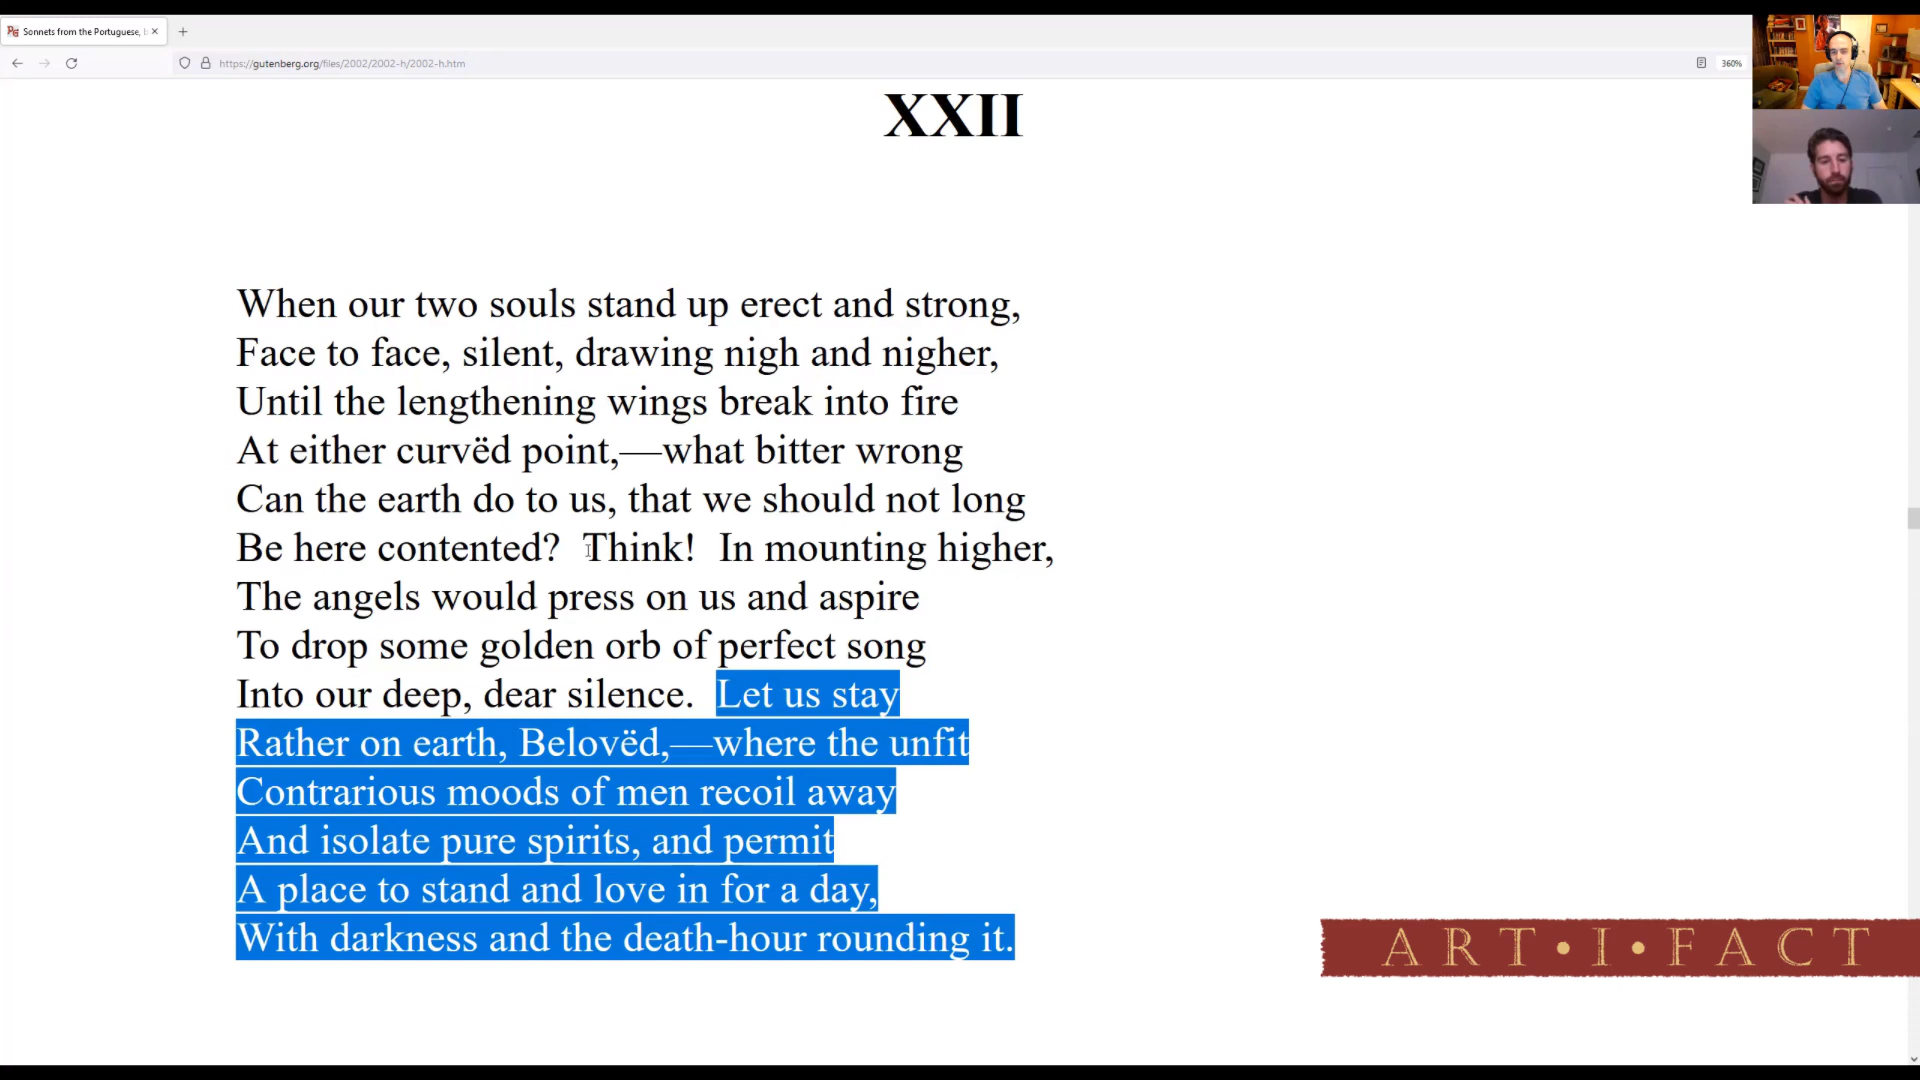 Sonnets from the Portuguese,
https://gutenberg.org/files/2002/2002-h/2002-h.htm
360%
XXII
When our two souls stand up erect and strong,
Face to face, silent, drawing nigh and nigher,
Until the lengthening wings break into fire
At either curvëd point,—what bitter wrong
Can the earth do to us, that we should not long
Be here contented?  Think!  In mounting higher,
The angels would press on us and aspire
To drop some golden orb of perfect song
Into our deep, dear silence.  Let us stay
Rather on earth, Belovëd,—where the unfit
Contrarious moods of men recoil away
And isolate pure spirits, and permit
A place to stand and love in for a day,
With darkness and the death-hour rounding it.
ART•I•FACT